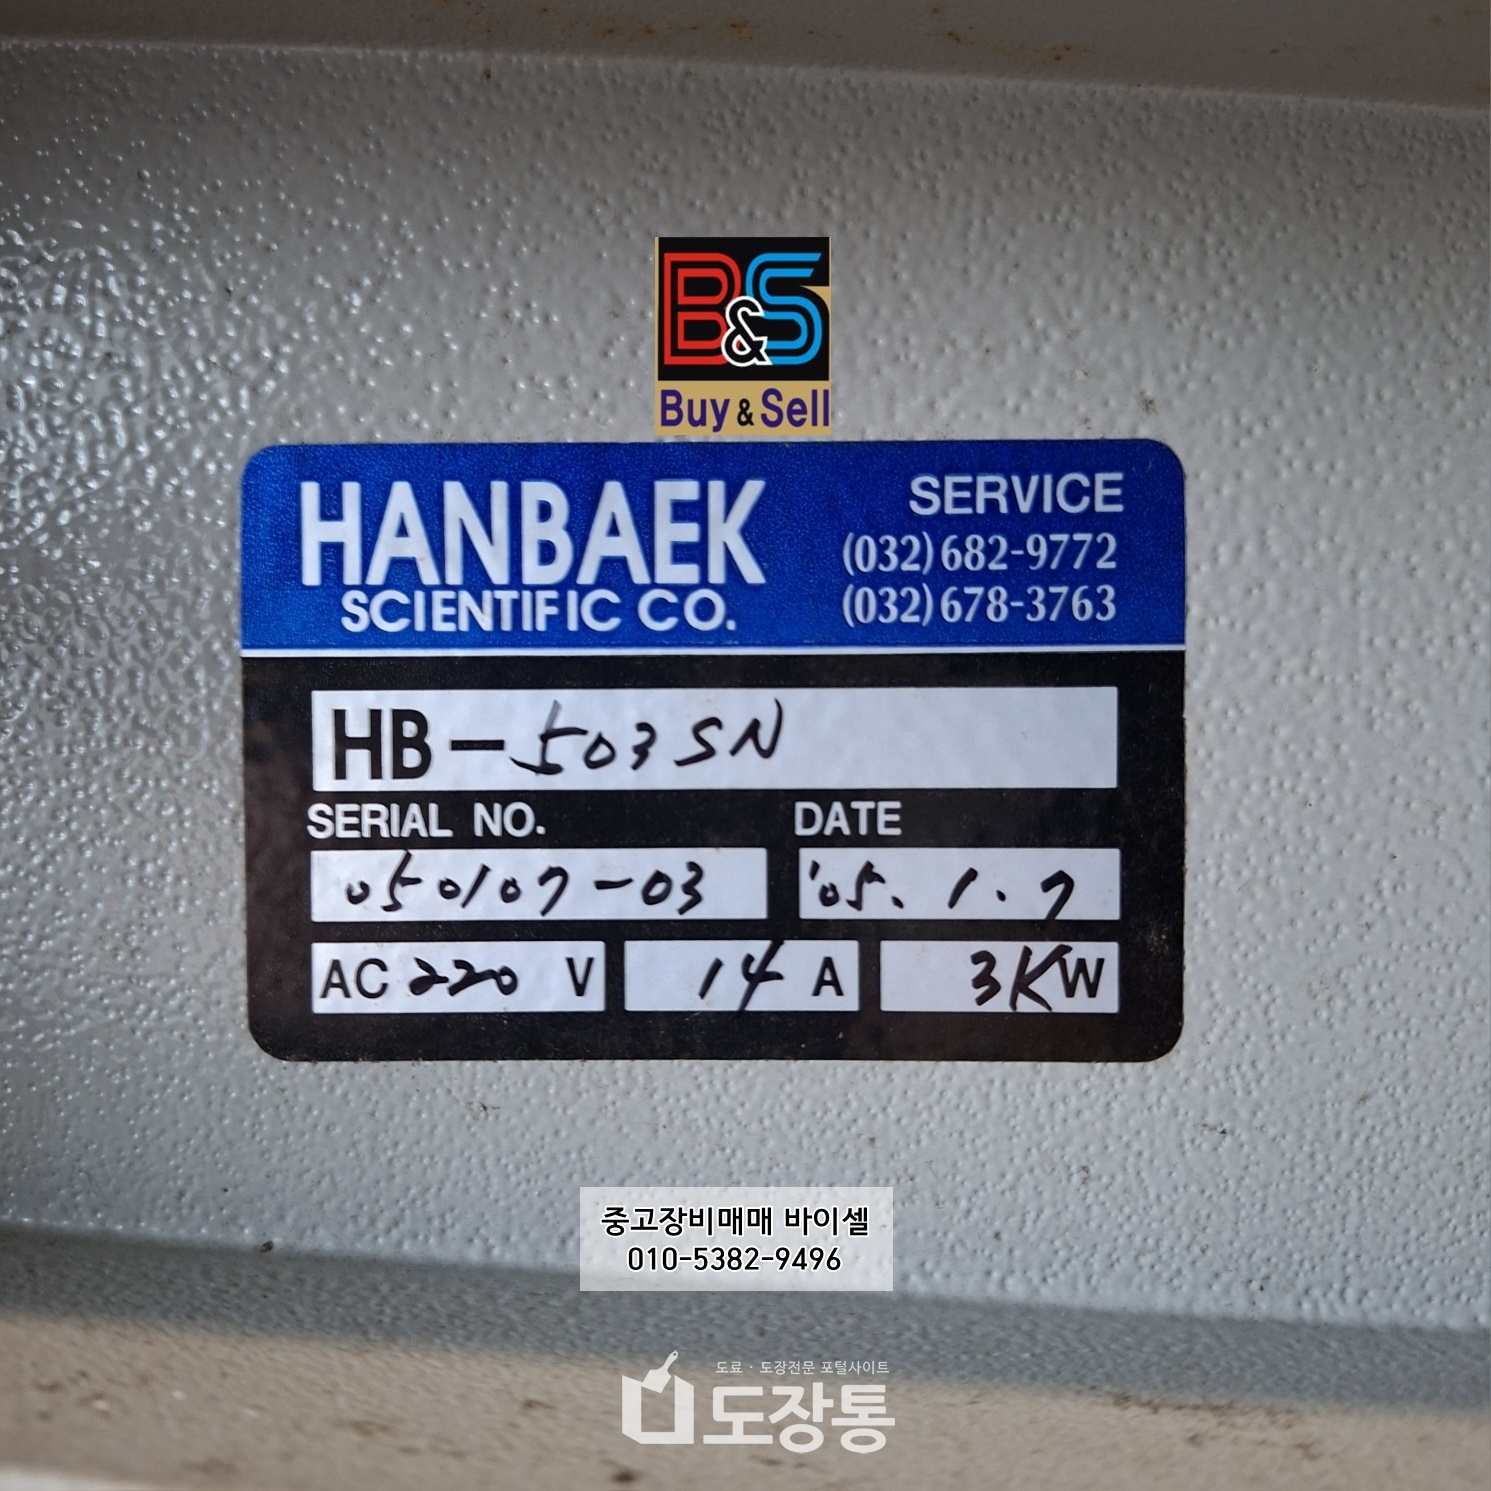 B&S
Buy & Sell
HANBAEK
SCIENTIFIC CO.
SERVICE
(032) 682-9772
(032) 678-3763
HB-503SN
SERIAL NO. DATE
050107-03 '05. 1. 7
AC 220 V 14 A 3KW
중고장비매매 바이셀
010-5382-9496
도료 · 도장전문 포털사이트
도장통